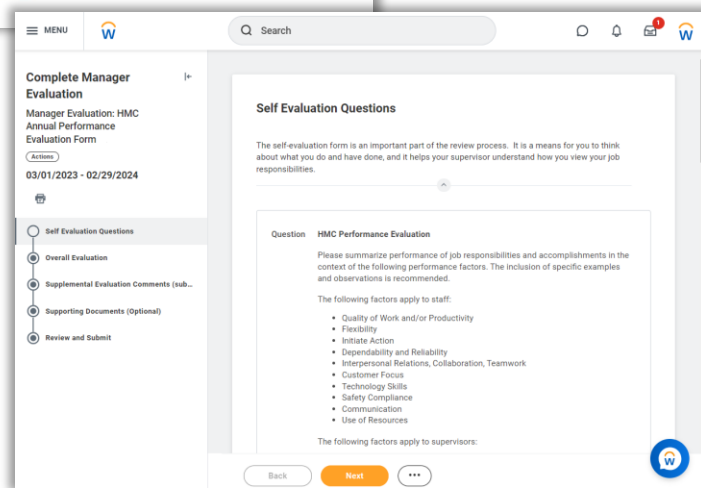 MENU
Search
1
Complete Manager
Evaluation
Manager Evaluation: HMC
Annual Performance
Evaluation Form
Actions
03/01/2023 - 02/29/2024
Self Evaluation Questions
Overall Evaluation
Supplemental Evaluation Comments (sub...
Supporting Documents (Optional)
Review and Submit
Self Evaluation Questions
The self-evaluation form is an important part of the review process. It is a means for you to think
about what you do and have done, and it helps your supervisor understand how you view your job
responsibilities.
Question HMC Performance Evaluation
Please summarize performance of job responsibilities and accomplishments in the
context of the following performance factors. The inclusion of specific examples
and observations is recommended.
The following factors apply to staff:
• Quality of Work and/or Productivity
• Flexibility
• Initiate Action
• Dependability and Reliability
• Interpersonal Relations, Collaboration, Teamwork
• Customer Focus
• Technology Skills
• Safety Compliance
• Communication
• Use of Resources
The following factors apply to supervisors:
Back
Next